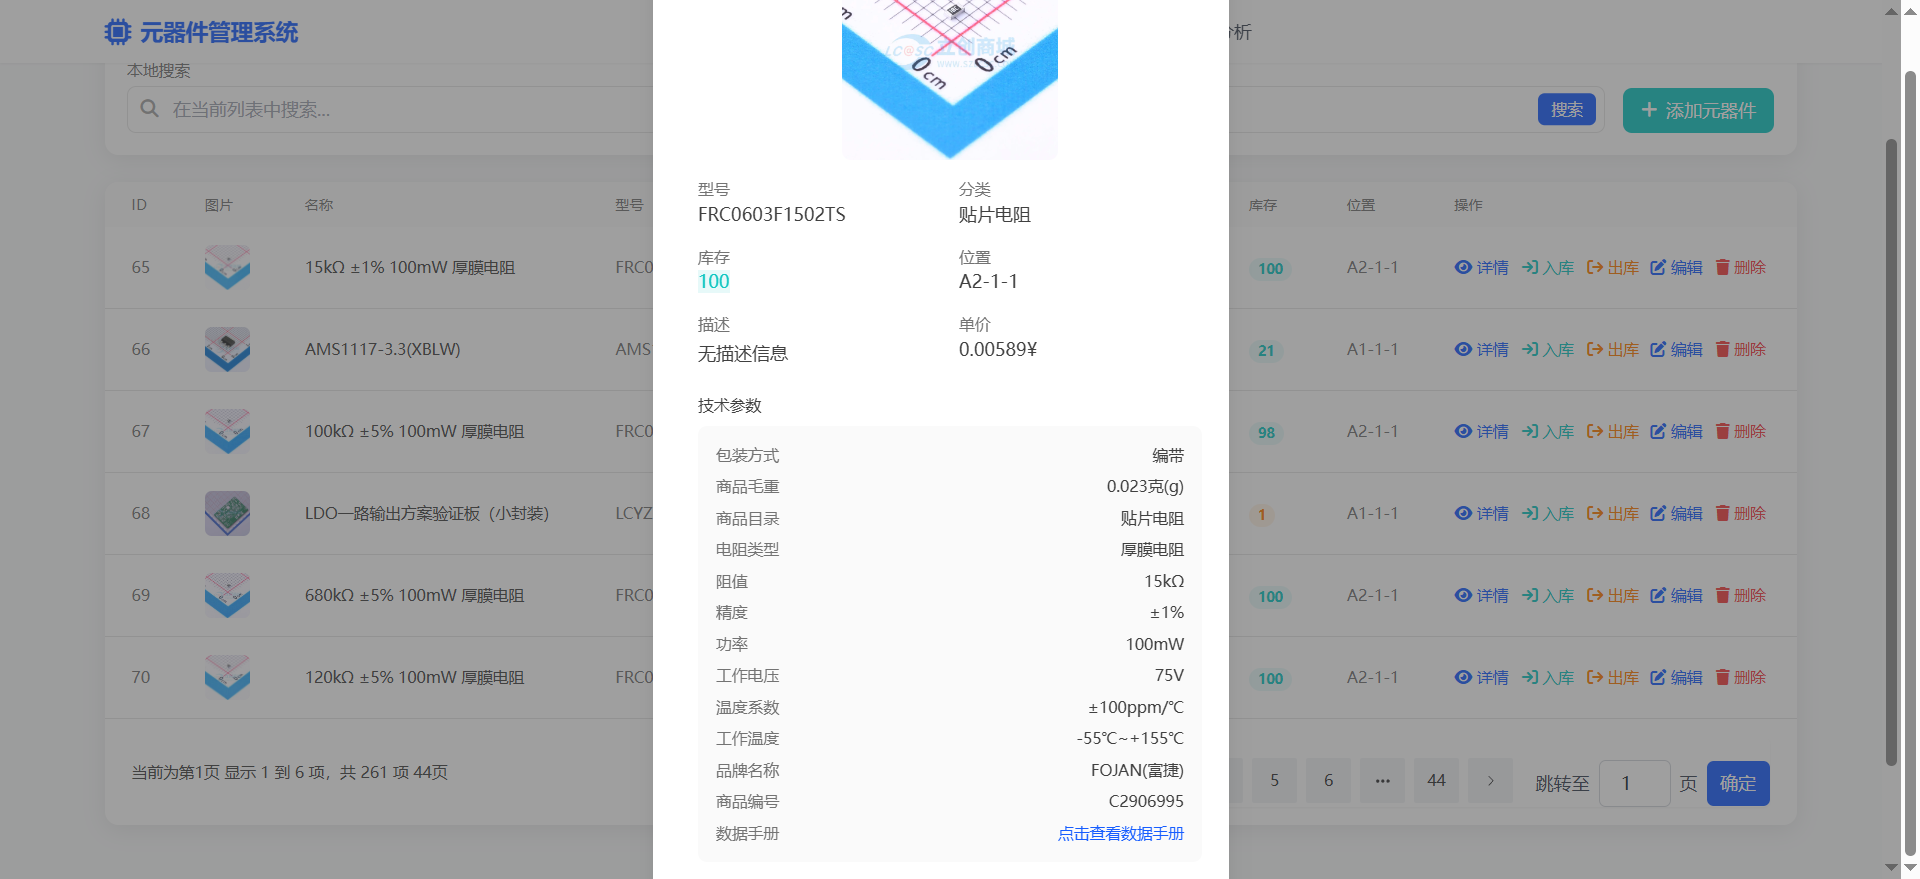 元器件管理系统
分析
本地搜索
在当前列表中搜索...
搜索
添加元器件
LC@SC 立创商城
0 cm
0 cm
型号
FRC0603F1502TS
分类
贴片电阻
库存
100
位置
A2-1-1
描述
无描述信息
单价
0.00589¥
技术参数
包装方式 编带
商品毛重 0.023克(g)
商品目录 贴片电阻
电阻类型 厚膜电阻
阻值 15kΩ
精度 ±1%
功率 100mW
工作电压 75V
温度系数 ±100ppm/℃
工作温度 -55℃~+155℃
品牌名称 FOJAN(富捷)
商品编号 C2906995
数据手册 点击查看数据手册
ID 图片 名称 型号 库存 位置 操作
65 15kΩ ±1% 100mW 厚膜电阻 FRC0 100 A2-1-1 详情 入库 出库 编辑 删除
66 AMS1117-3.3(XBLW) AMS 21 A1-1-1 详情 入库 出库 编辑 删除
67 100kΩ ±5% 100mW 厚膜电阻 FRC0 98 A2-1-1 详情 入库 出库 编辑 删除
68 LDO一路输出方案验证板（小封装） LCYZ 1 A1-1-1 详情 入库 出库 编辑 删除
69 680kΩ ±5% 100mW 厚膜电阻 FRC0 100 A2-1-1 详情 入库 出库 编辑 删除
70 120kΩ ±5% 100mW 厚膜电阻 FRC0 100 A2-1-1 详情 入库 出库 编辑 删除
当前为第1页 显示 1 到 6 项，共 261 项 44页
5 6 ••• 44 > 跳转至 1 页 确定